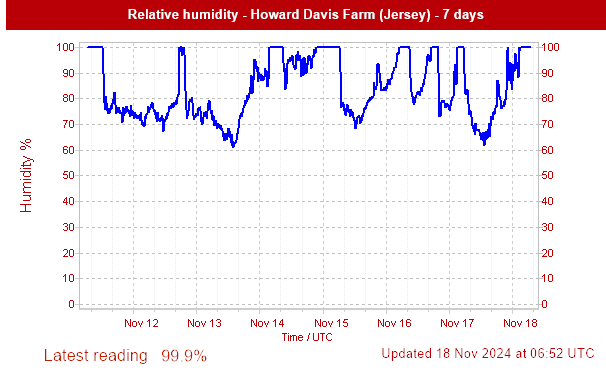 Relative humidity - Howard Davis Farm (Jersey) - 7 days
100 100
90 90
80 80
70 70
60 60
50 50
40 40
30 30
20 20
10 10
0 0
Humidity %
Nov 12 Nov 13 Nov 14 Nov 15 Nov 16 Nov 17 Nov 18
Time / UTC
Latest reading 99.9%
Updated 18 Nov 2024 at 06:52 UTC